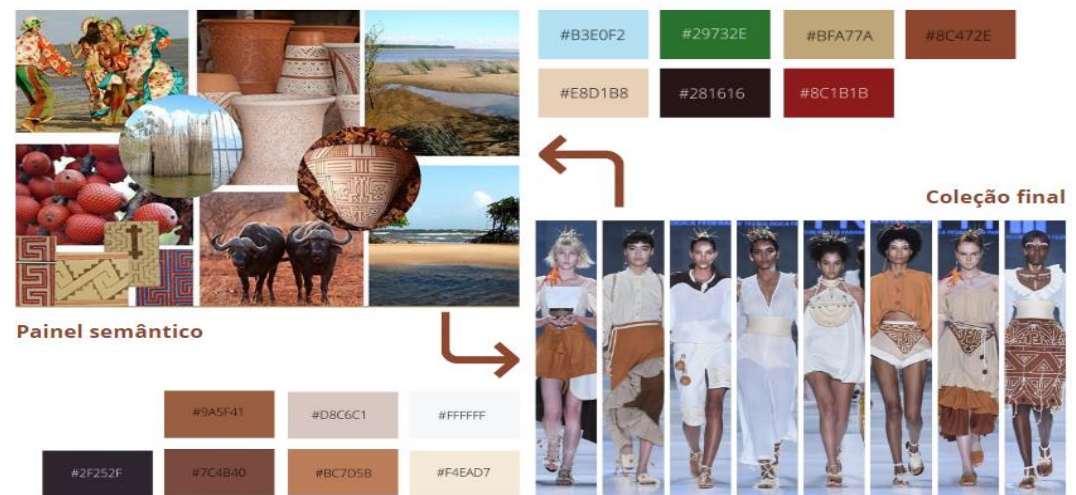 #B3E0F2
#29732E
#BFA77A
#8C472E
#E8D1B8
#281616
#8C1B1B
Coleção final
Painel semântico
#9A5F41
#D8C6C1
#FFFFFF
#2F252F
#7C4B40
#BC7D5B
#F4EAD7